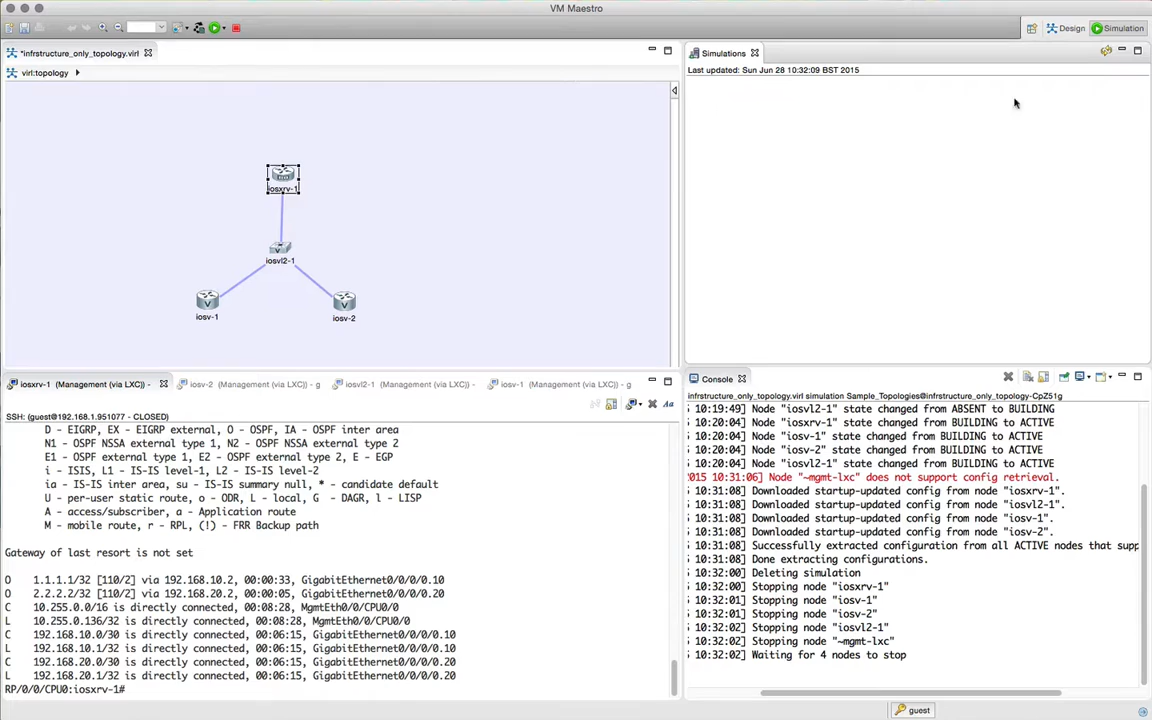 VM Maestro
Design
Simulation
*infrstructure_only_topology.virl
virl:topology
iosxrv-1
iosvl2-1
iosv-1
iosv-2
Simulations
Last updated: Sun Jun 28 10:32:09 BST 2015
iosxrv-1 (Management (via LXC)) -
iosv-2 (Management (via LXC)) - g
iosvl2-1 (Management (via LXC)) -
iosv-1 (Management (via LXC)) - g
SSH: (guest@192.168.1.951077 - CLOSED)
D - EIGRP, EX - EIGRP external, O - OSPF, IA - OSPF inter area
N1 - OSPF NSSA external type 1, N2 - OSPF NSSA external type 2
E1 - OSPF external type 1, E2 - OSPF external type 2, E - EGP
i - ISIS, L1 - IS-IS level-1, L2 - IS-IS level-2
ia - IS-IS inter area, su - IS-IS summary null, * - candidate default
U - per-user static route, o - ODR, L - local, G - DAGR, l - LISP
A - access/subscriber, a - Application route
M - mobile route, r - RPL, (!) - FRR Backup path
Gateway of last resort is not set
O 1.1.1.1/32 [110/2] via 192.168.10.2, 00:00:33, GigabitEthernet0/0/0/0.10
O 2.2.2.2/32 [110/2] via 192.168.20.2, 00:00:05, GigabitEthernet0/0/0/0.20
C 10.255.0.0/16 is directly connected, 00:08:28, MgmtEth0/0/CPU0/0
L 10.255.0.136/32 is directly connected, 00:08:28, MgmtEth0/0/CPU0/0
C 192.168.10.0/30 is directly connected, 00:06:15, GigabitEthernet0/0/0/0.10
L 192.168.10.1/32 is directly connected, 00:06:15, GigabitEthernet0/0/0/0.10
C 192.168.20.0/30 is directly connected, 00:06:15, GigabitEthernet0/0/0/0.20
L 192.168.20.1/32 is directly connected, 00:06:15, GigabitEthernet0/0/0/0.20
RP/0/0/CPU0:iosxrv-1#
Console
infrstructure_only_topology.virl simulation Sample_Topologies@infrstructure_only_topology-CpZ51g
10:19:49] Node "iosvl2-1" state changed from ABSENT to BUILDING
10:20:04] Node "iosxrv-1" state changed from BUILDING to ACTIVE
10:20:04] Node "iosv-1" state changed from BUILDING to ACTIVE
10:20:04] Node "iosv-2" state changed from BUILDING to ACTIVE
10:20:04] Node "iosvl2-1" state changed from BUILDING to ACTIVE
2015 10:31:06] Node "~mgmt-lxc" does not support config retrieval.
10:31:08] Downloaded startup-updated config from node "iosxrv-1".
10:31:08] Downloaded startup-updated config from node "iosvl2-1".
10:31:08] Downloaded startup-updated config from node "iosv-1".
10:31:08] Downloaded startup-updated config from node "iosv-2".
10:31:08] Successfully extracted configuration from all ACTIVE nodes that supp
10:31:08] Done extracting configurations.
10:32:00] Deleting simulation
10:32:00] Stopping node "iosxrv-1"
10:32:01] Stopping node "iosv-1"
10:32:01] Stopping node "iosv-2"
10:32:02] Stopping node "iosvl2-1"
10:32:02] Stopping node "~mgmt-lxc"
10:32:02] Waiting for 4 nodes to stop
guest